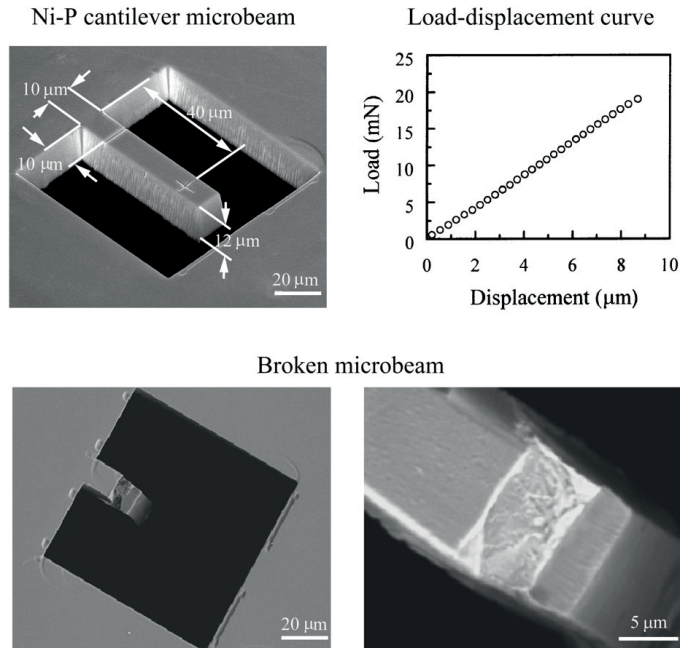 Ni-P cantilever microbeam
Load-displacement curve
10 μm
40 μm
10 μm
12 μm
20 μm
Load (mN)
25
20
15
10
5
0
0 2 4 6 8 10
Displacement (μm)
Broken microbeam
20 μm
5 μm